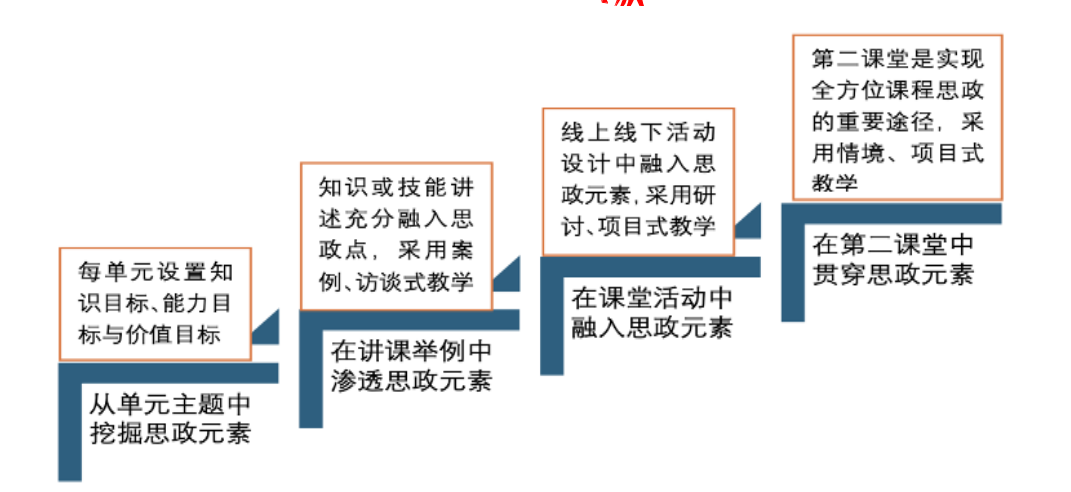 每单元设置知
识目标、能力目
标与价值目标
从单元主题中
挖掘思政元素
知识或技能讲
述充分融入思
政点，采用案
例、访谈式教学
在讲课举例中
渗透思政元素
线上线下活动
设计中融入思
政元素,采用研
讨、项目式教学
在课堂活动中
融入思政元素
第二课堂是实现
全方位课程思政
的重要途径，采
用情境、项目式
教学
在第二课堂中
贯穿思政元素